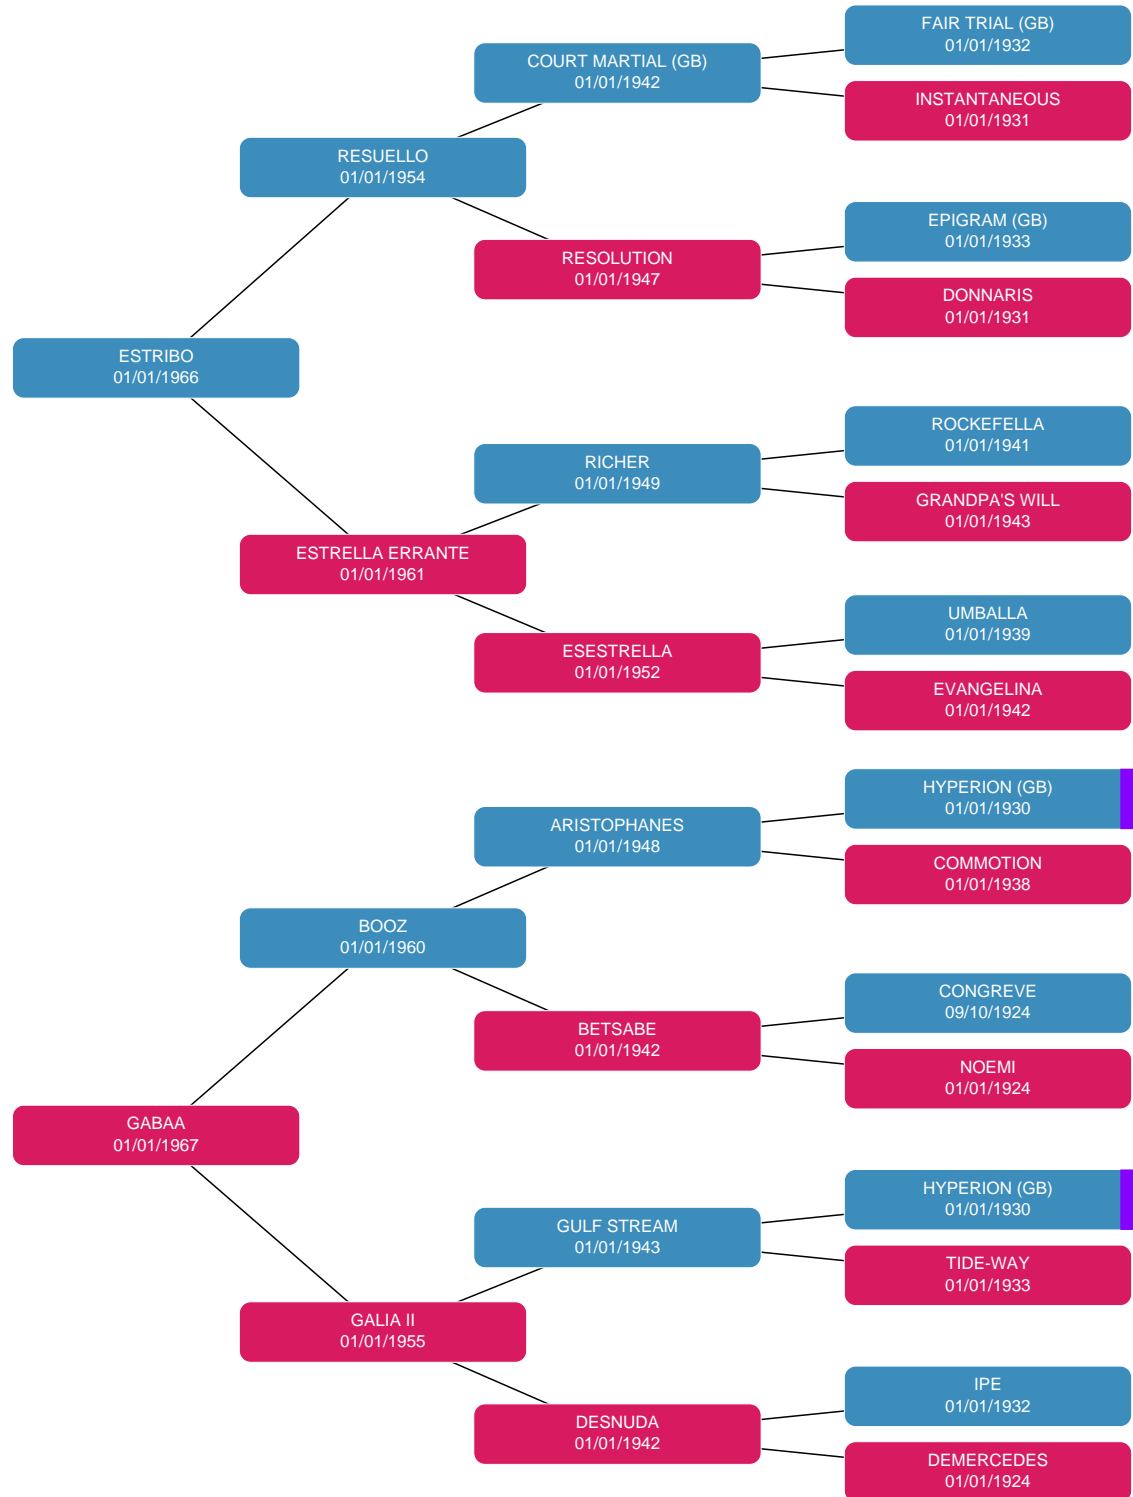 FAIR TRIAL (GB)
01/01/1932
COURT MARTIAL (GB)
01/01/1942
INSTANTANEOUS
01/01/1931
RESUELLO
01/01/1954
EPIGRAM (GB)
01/01/1933
RESOLUTION
01/01/1947
DONNARIS
01/01/1931
ESTRIBO
01/01/1966
ROCKEFELLA
01/01/1941
RICHER
01/01/1949
GRANDPA'S WILL
01/01/1943
ESTRELLA ERRANTE
01/01/1961
UMBALLA
01/01/1939
ESESTRELLA
01/01/1952
EVANGELINA
01/01/1942
HYPERION (GB)
01/01/1930
ARISTOPHANES
01/01/1948
COMMOTION
01/01/1938
BOOZ
01/01/1960
CONGREVE
09/10/1924
BETSABE
01/01/1942
NOEMI
01/01/1924
GABAA
01/01/1967
HYPERION (GB)
01/01/1930
GULF STREAM
01/01/1943
TIDE-WAY
01/01/1933
GALIA II
01/01/1955
IPE
01/01/1932
DESNUDA
01/01/1942
DEMERCEDES
01/01/1924